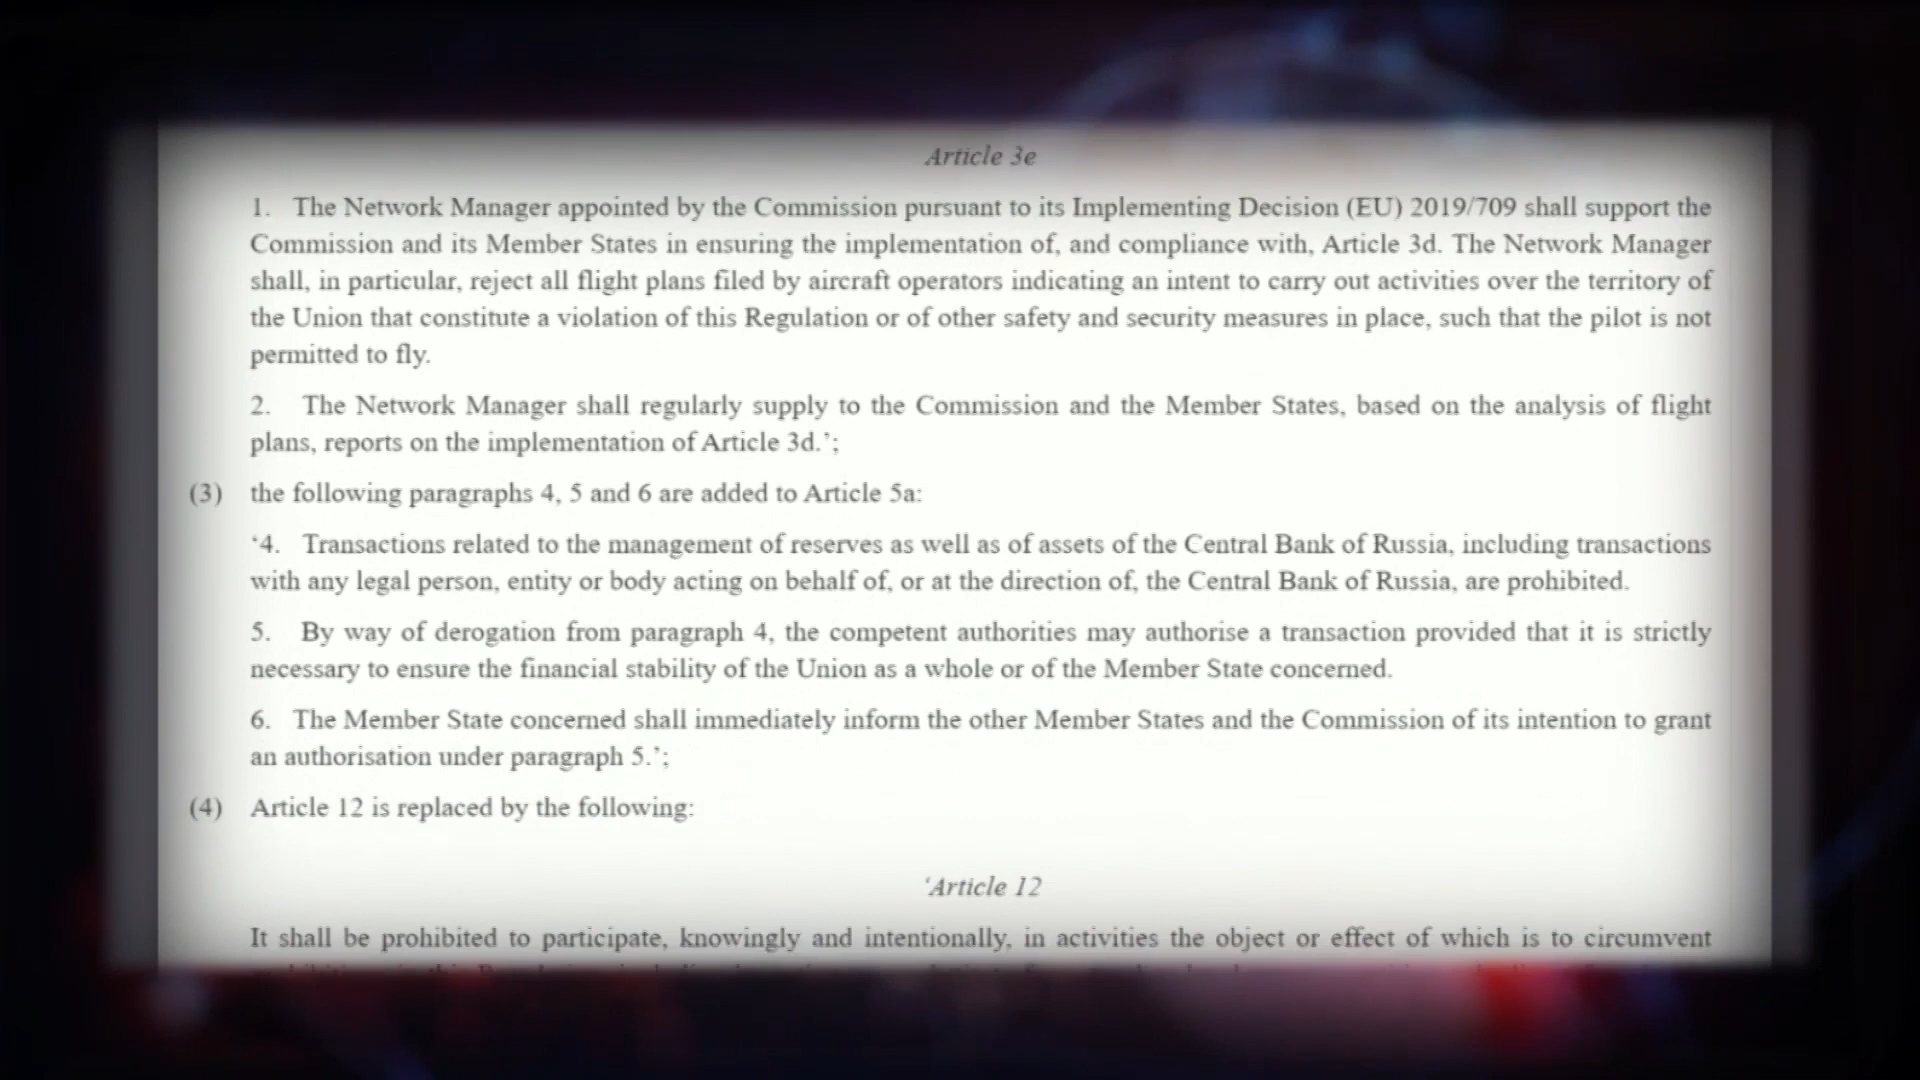 Article 3e
1. The Network Manager appointed by the Commission pursuant to its Implementing Decision (EU) 2019/709 shall support the
Commission and its Member States in ensuring the implementation of, and compliance with, Article 3d. The Network Manager
shall, in particular, reject all flight plans filed by aircraft operators indicating an intent to carry out activities over the territory of
the Union that constitute a violation of this Regulation or of other safety and security measures in place, such that the pilot is not
permitted to fly.
2. The Network Manager shall regularly supply to the Commission and the Member States, based on the analysis of flight
plans, reports on the implementation of Article 3d.’;
(3) the following paragraphs 4, 5 and 6 are added to Article 5a:
‘4. Transactions related to the management of reserves as well as of assets of the Central Bank of Russia, including transactions
with any legal person, entity or body acting on behalf of, or at the direction of, the Central Bank of Russia, are prohibited.
5. By way of derogation from paragraph 4, the competent authorities may authorise a transaction provided that it is strictly
necessary to ensure the financial stability of the Union as a whole or of the Member State concerned.
6. The Member State concerned shall immediately inform the other Member States and the Commission of its intention to grant
an authorisation under paragraph 5.’;
(4) Article 12 is replaced by the following:
‘Article 12
It shall be prohibited to participate, knowingly and intentionally, in activities the object or effect of which is to circumvent